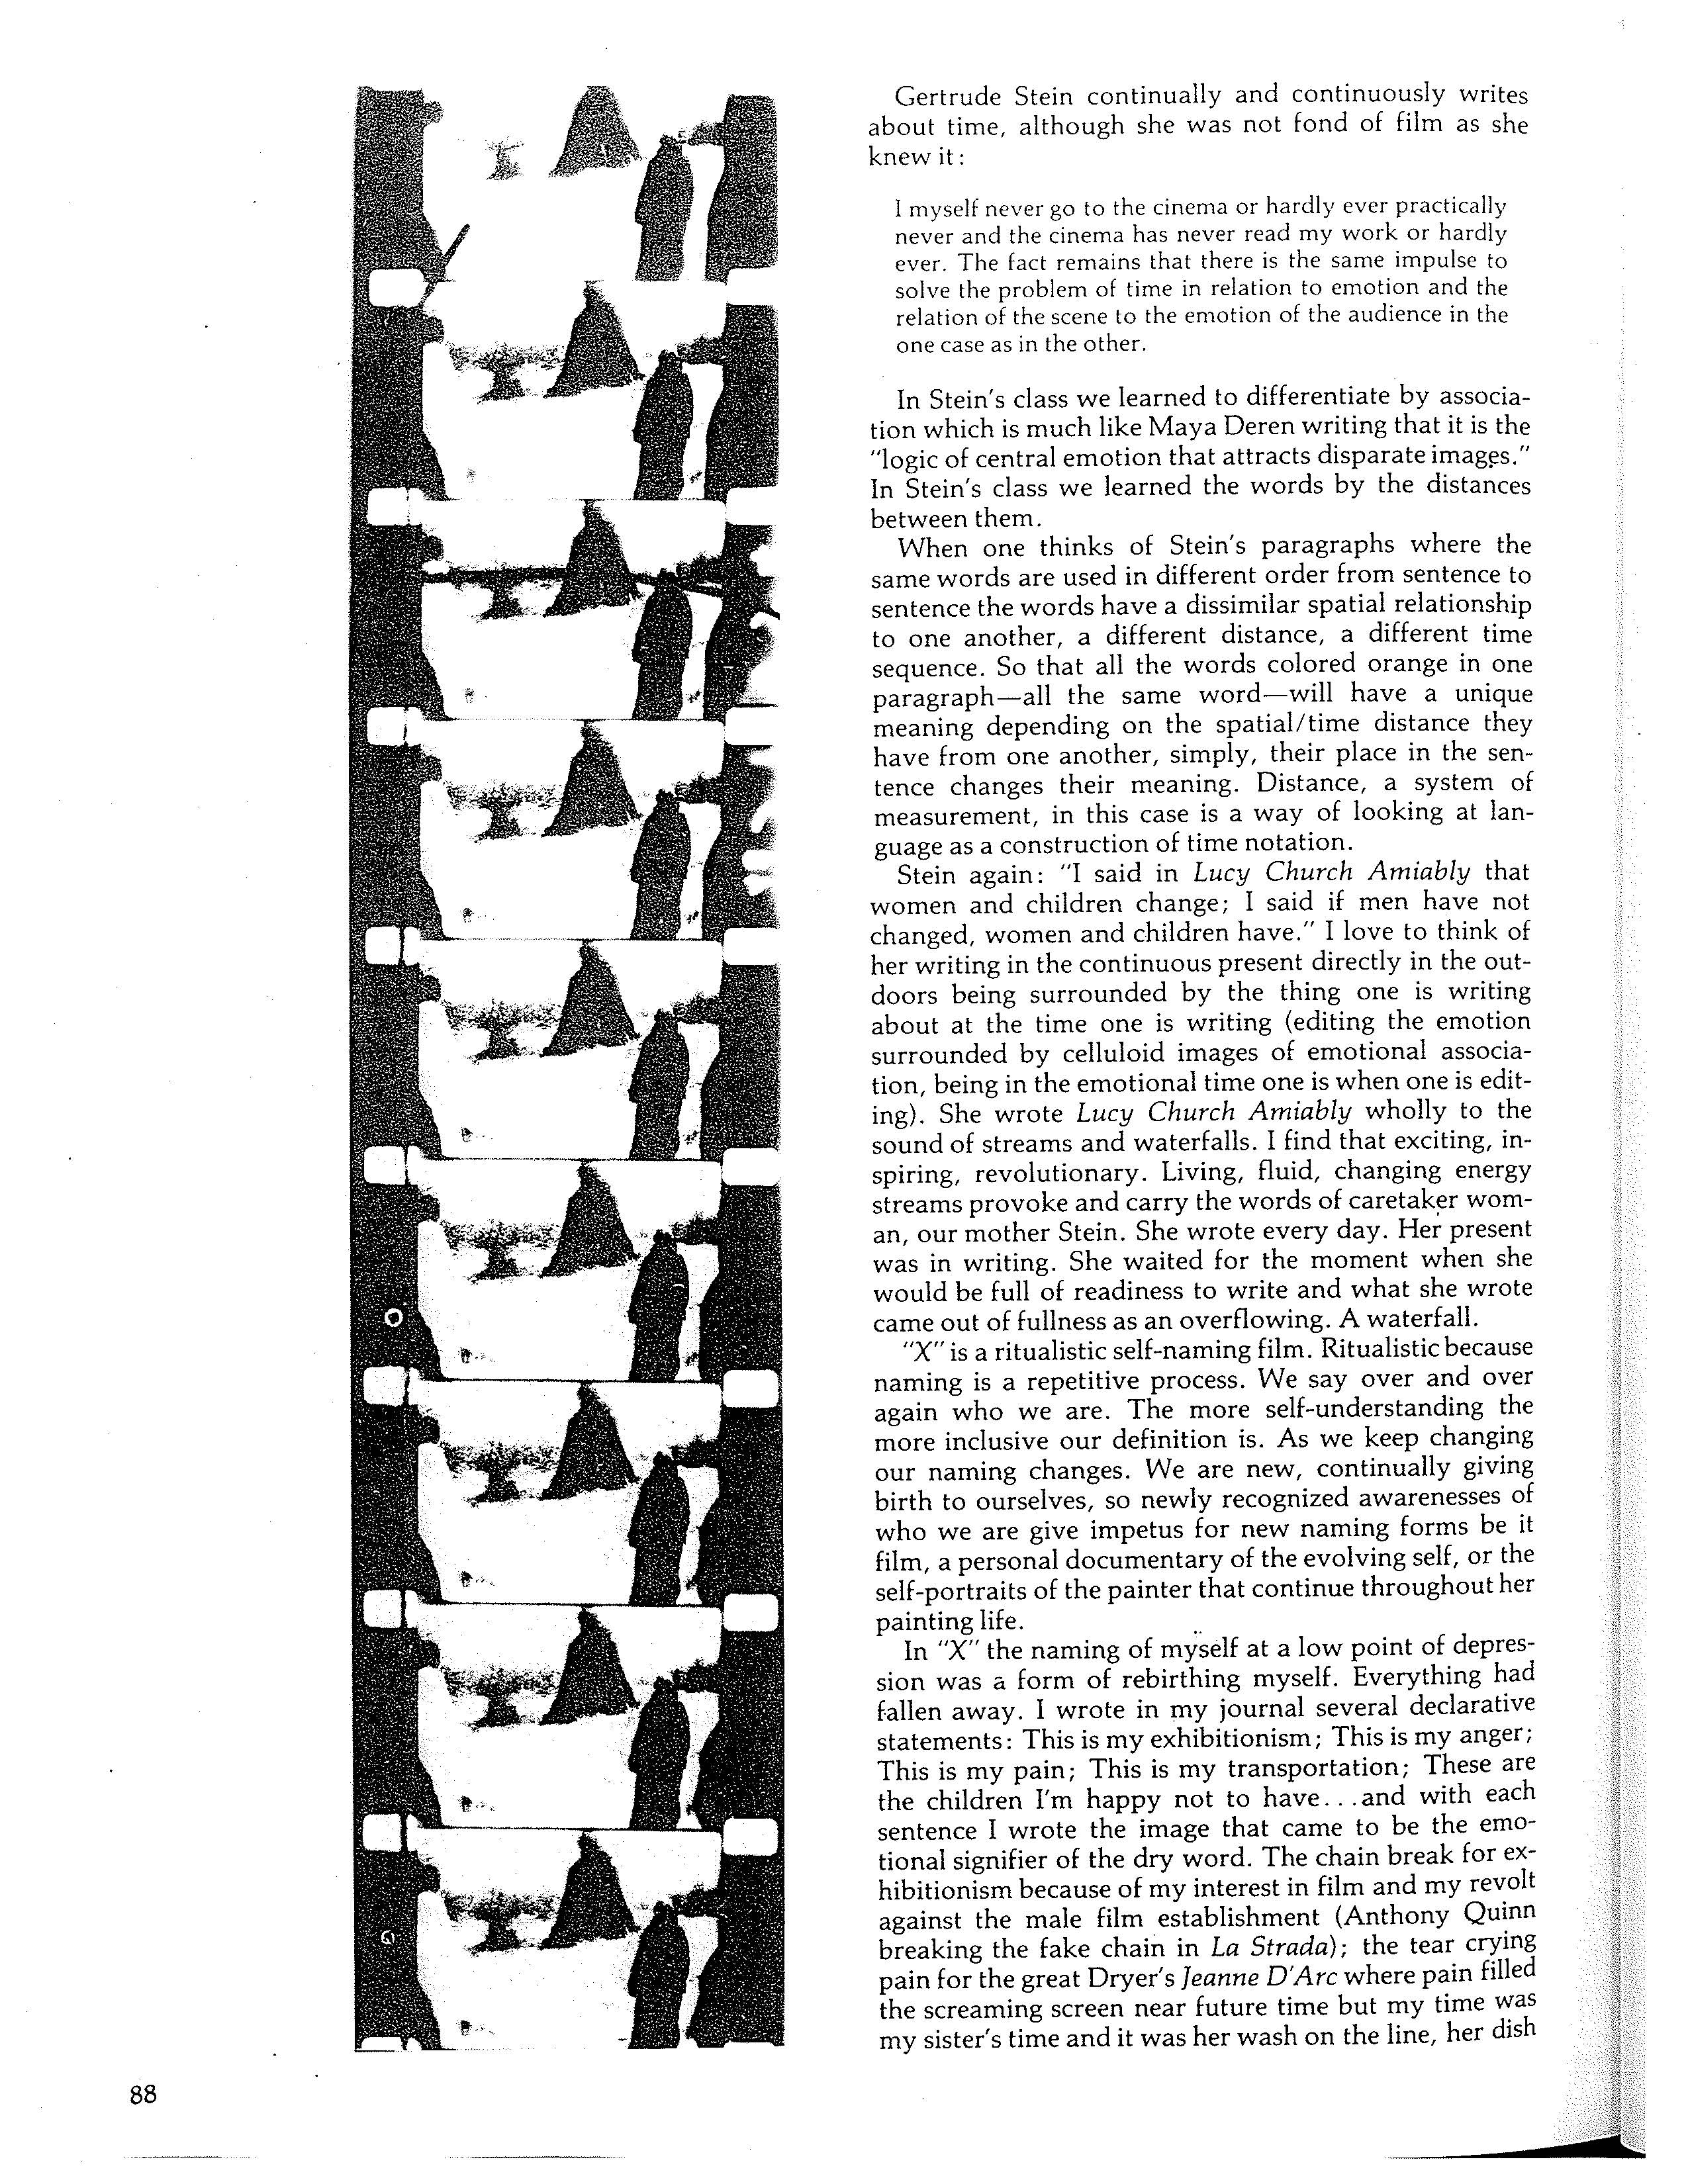 Gertrude Stein continually and continuously writes
about time, although she was not fond of film as she
knew it:
I myself never go to the cinema or hardly ever practically
never and the cinema has never read my work or hardly
ever. The fact remains that there is the same impulse to
solve the problem of time in relation to emotion and the
relation of the scene to the emotion of the audience in the
one case as in the other.
In Stein's class we learned to differentiate by associa-
tion which is much like Maya Deren writing that it is the
"logic of central emotion that attracts disparate images."
In Stein's class we learned the words by the distances
between them.
When one thinks of Stein's paragraphs where the
same words are used in different order from sentence to
sentence the words have a dissimilar spatial relationship
to one another, a different distance, a different time
sequence. So that all the words colored orange in one
paragraph—all the same word—will have a unique
meaning depending on the spatial/time distance they
have from one another, simply, their place in the sen-
tence changes their meaning. Distance, a system of
measurement, in this case is a way of looking at lan-
guage as a construction of time notation.
Stein again: "I said in Lucy Church Amiably that
women and children change; I said if men have not
changed, women and children have." I love to think of
her writing in the continuous present directly in the out-
doors being surrounded by the thing one is writing
about at the time one is writing (editing the emotion
surrounded by celluloid images of emotional associa-
tion, being in the emotional time one is when one is edit-
ing). She wrote Lucy Church Amiably wholly to the
sound of streams and waterfalls. I find that exciting, in-
spiring, revolutionary. Living, fluid, changing energy
streams provoke and carry the words of caretaker wom-
an, our mother Stein. She wrote every day. Her present
was in writing. She waited for the moment when she
would be full of readiness to write and what she wrote
came out of fullness as an overflowing. A waterfall.
"X" is a ritualistic self-naming film. Ritualistic because
naming is a repetitive process. We say over and over
again who we are. The more self-understanding the
more inclusive our definition is. As we keep changing
our naming changes. We are new, continually giving
birth to ourselves, so newly recognized awarenesses of
who we are give impetus for new naming forms be it
film, a personal documentary of the evolving self, or the
self-portraits of the painter that continue throughout her
painting life.
In "X" the naming of myself at a low point of depres-
sion was a form of rebirthing myself. Everything had
fallen away. I wrote in my journal several declarative
statements: This is my exhibitionism; This is my anger;
This is my pain; This is my transportation; These are
the children I'm happy not to have...and with each
sentence I wrote the image that came to be the emo-
tional signifier of the dry word. The chain break for ex-
hibitionism because of my interest in film and my revolt
against the male film establishment (Anthony Quinn
breaking the fake chain in La Strada); the tear crying
pain for the great Dryer's Jeanne D'Arc where pain filled
the screaming screen near future time but my time was
my sister's time and it was her wash on the line, her dish
88